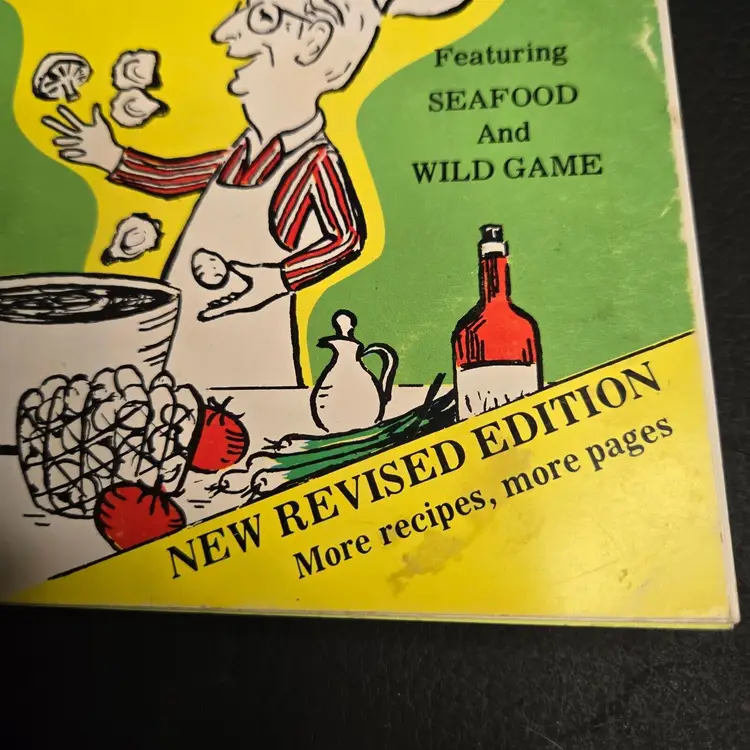 Featuring
SEAFOOD
And
WILD GAME
NEW REVISED EDITION
More recipes, more pages